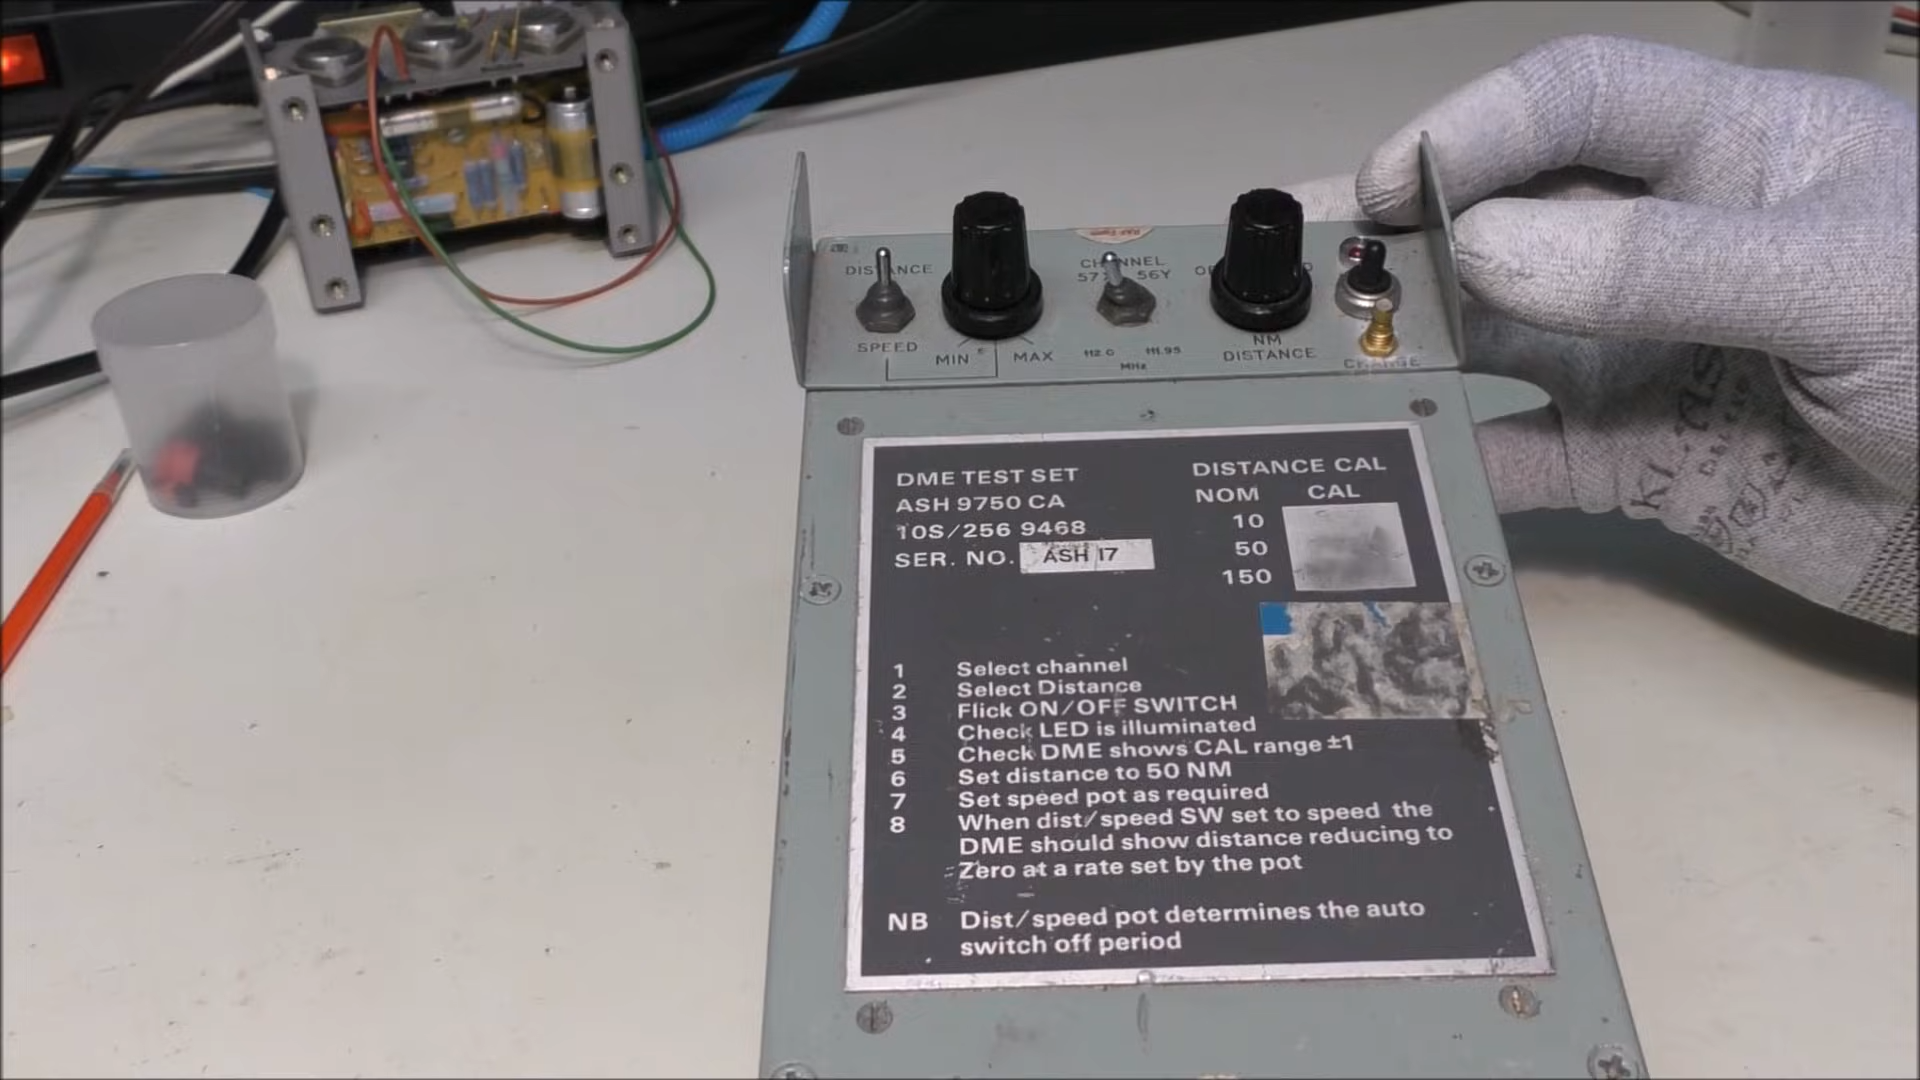 DISTANCE
SPEED
MIN
MAX
CHANNEL
57X 56Y
112.0
111.95
MHz
NM
DISTANCE
CHARGE
DME TEST SET
ASH 9750 CA
10S/256 9468
SER. NO. ASH 17
DISTANCE CAL
NOM CAL
10
50
150
1 Select channel
2 Select Distance
3 Flick ON/OFF SWITCH
4 Check LED is illuminated
5 Check DME shows CAL range ±1
6 Set distance to 50 NM
7 Set speed pot as required
8 When dist/speed SW set to speed the
DME should show distance reducing to
Zero at a rate set by the pot
NB Dist/speed pot determines the auto
switch off period